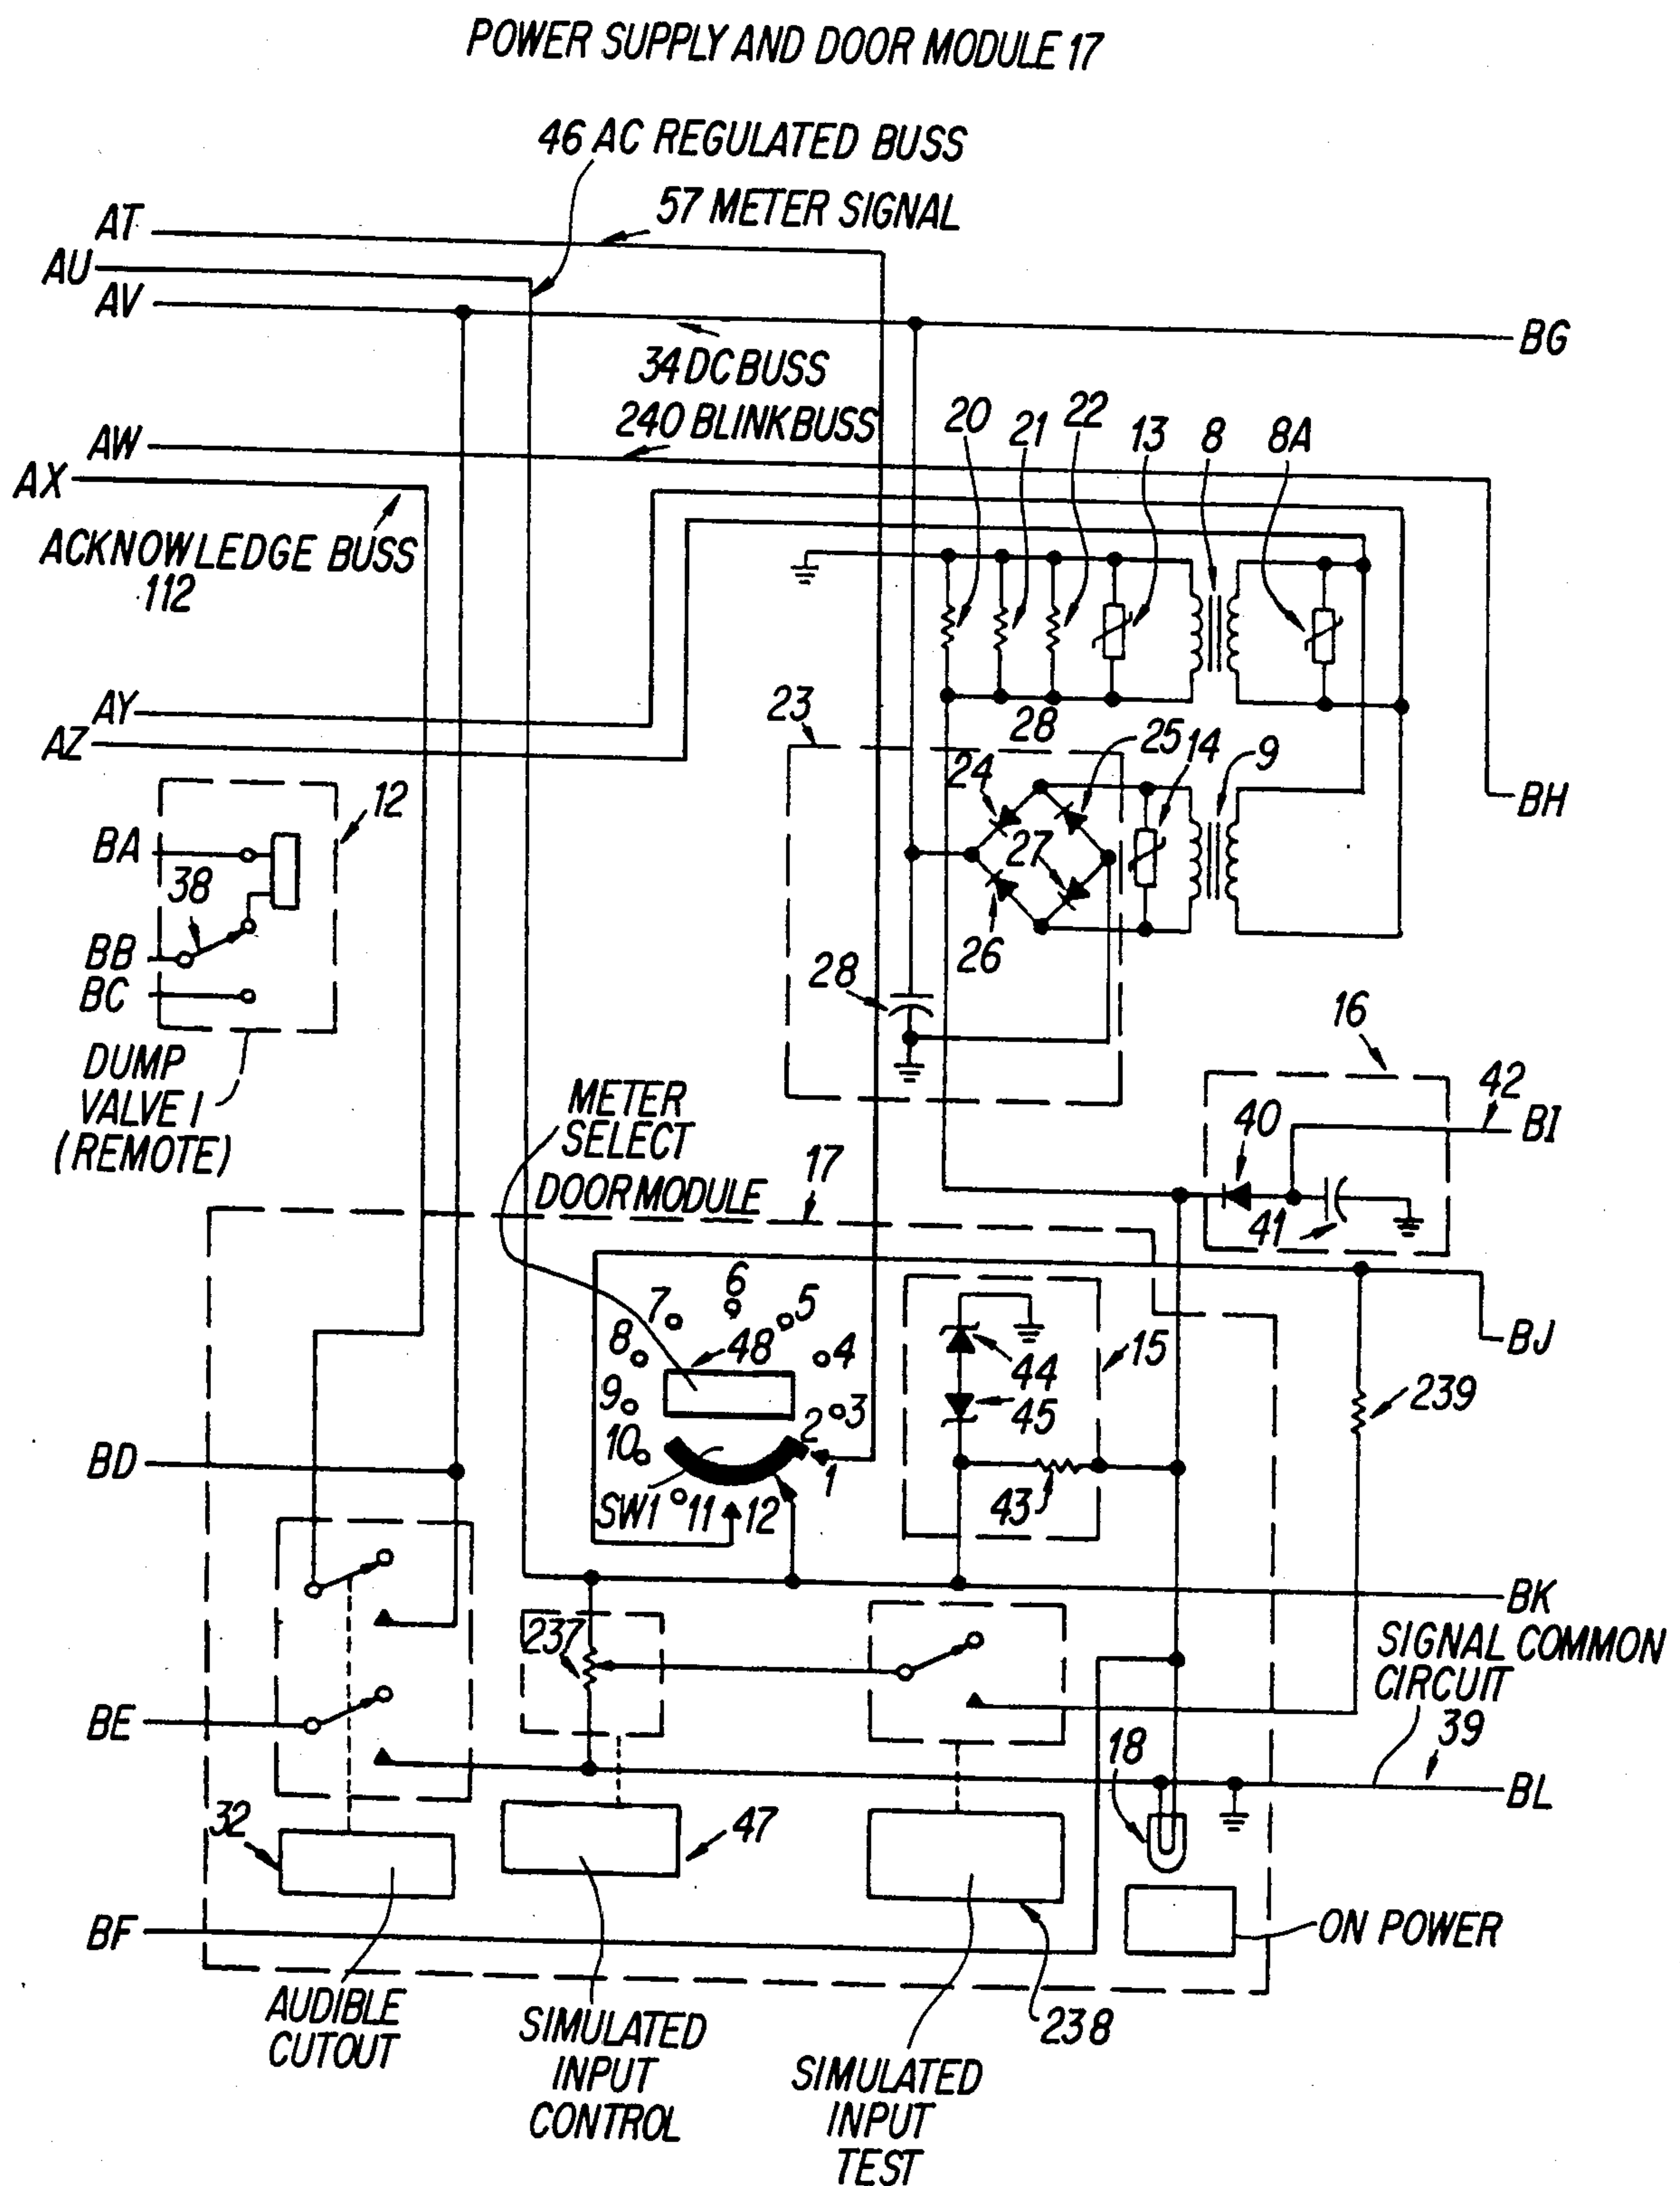 POWER SUPPLY AND DOOR MODULE 17
46 AC REGULATED BUSS
57 METER SIGNAL
AT
AU
AV
BG
34 DC BUSS
240 BLINK BUSS
20
21
22
13
8
8A
AW
AX
ACKNOWLEDGE BUSS
112
AY
AZ
23
28
24
25
14
9
BH
12
BA
38
BB
BC
27
26
28
DUMP
VALVE 1
(REMOTE)
METER
SELECT
DOOR MODULE
17
16
42
40
BI
41
6
7
5
8
48
4
9
2
3
10
1
SW1
11
12
44
45
15
43
BJ
239
BD
BK
237
SIGNAL COMMON
CIRCUIT
39
BE
18
BL
32
47
BF
ON POWER
AUDIBLE
CUTOUT
SIMULATED
INPUT
CONTROL
238
SIMULATED
INPUT
TEST